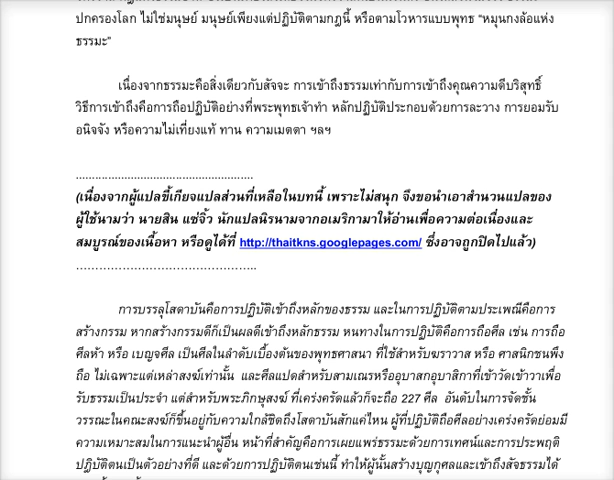 ปกครองโลก ไม่ใช่มนุษย์ มนุษย์เพียงแต่ปฏิบัติตามกฎนี้ หรือตามโวหารแบบพุทธ "หมุนกงล้อแห่ง
ธรรมะ"
เนื่องจากธรรมะคือสิ่งเดียวกับสัจจะ การเข้าถึงธรรมเท่ากับการเข้าถึงคุณความดีบริสุทธิ์
วิธีการเข้าถึงคือการถือปฏิบัติอย่างที่พระพุทธเจ้าทำ หลักปฏิบัติประกอบด้วยการละวาง การยอมรับ
อนิจจัง หรือความไม่เที่ยงแท้ ทาน ความเมตตา ฯลฯ
.......................................................
(เนื่องจากผู้แปลขี้เกียจแปลส่วนที่เหลือในบทนี้ เพราะไม่สนุก จึงขอนำเอาสำนวนแปลของ
ผู้ใช้นามว่า นายสิน แซ่จิ้ว นักแปลนิรนามจากอเมริกามาให้อ่านเพื่อความต่อเนื่องและ
สมบูรณ์ของเนื้อหา หรือดูได้ที่ http://thaitkns.googlepages.com/ ซึ่งอาจถูกปิดไปแล้ว)
………………………………………..
การบรรลุโสดาบันคือการปฏิบัติเข้าถึงหลักของธรรม และในการปฏิบัติตามประเพณีคือการ
สร้างกรรม หากสร้างกรรมดีก็เป็นผลดีเข้าถึงหลักธรรม หนทางในการปฏิบัติคือการถือศีล เช่น การถือ
ศีลห้า หรือ เบญจศีล เป็นศีลในลำดับเบื้องต้นของพุทธศาสนา ที่ใช้สำหรับฆราวาส หรือ ศาสนิกชนพึง
ถือ ไม่เฉพาะแต่เหล่าสงฆ์เท่านั้น และศีลแปดสำหรับสามเณรหรืออุบาสกอุบาสิกาที่เข้าวัดเข้าวาเพื่อ
รับธรรมเป็นประจำ แต่สำหรับพระภิกษุสงฆ์ ที่เคร่งครัดแล้วก็จะถือ 227 ศีล อันดับในการจัดชั้น
วรรณะในคณะสงฆ์ก็ขึ้นอยู่กับความใกล้ชิดถึงโสดาบันสักแค่ไหน ผู้ที่ปฏิบัติถือศีลอย่างเคร่งครัดย่อมมี
ความเหมาะสมในการแนะนำผู้อื่น หน้าที่สำคัญคือการเผยแพร่ธรรมะด้วยการเทศน์และการประพฤติ
ปฏิบัติตนเป็นตัวอย่างที่ดี และด้วยการปฏิบัติตนเช่นนี้ ทำให้ผู้นั้นสร้างบุญกุศลและเข้าถึงสัจธรรมได้